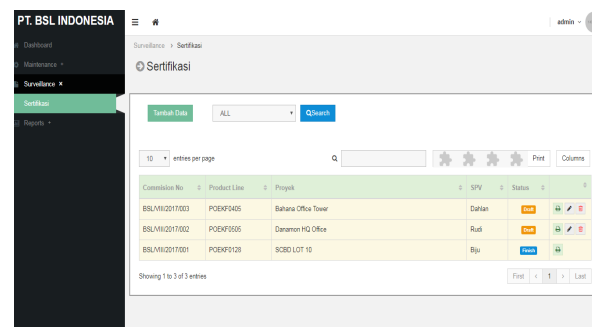 PT. BSL INDONESIA
admin
Dashboard
Maintenance
Surveillance
Sertifikasi
Reports
Surveillance > Sertifikasi
Sertifikasi
Tambah Data ALL Search
10 entries per page Print Columns
Commision No Product Line Proyek SPV Status
BSL/VIII/2017/003 POEKF0405 Bahana Office Tower Dahlan Draft
BSL/VIII/2017/002 POEKF0505 Danamon HQ Office Rudi Draft
BSL/VIII/2017/001 POEKF0128 SCBD LOT 10 Biju Finish
Showing 1 to 3 of 3 entries
First < 1 > Last